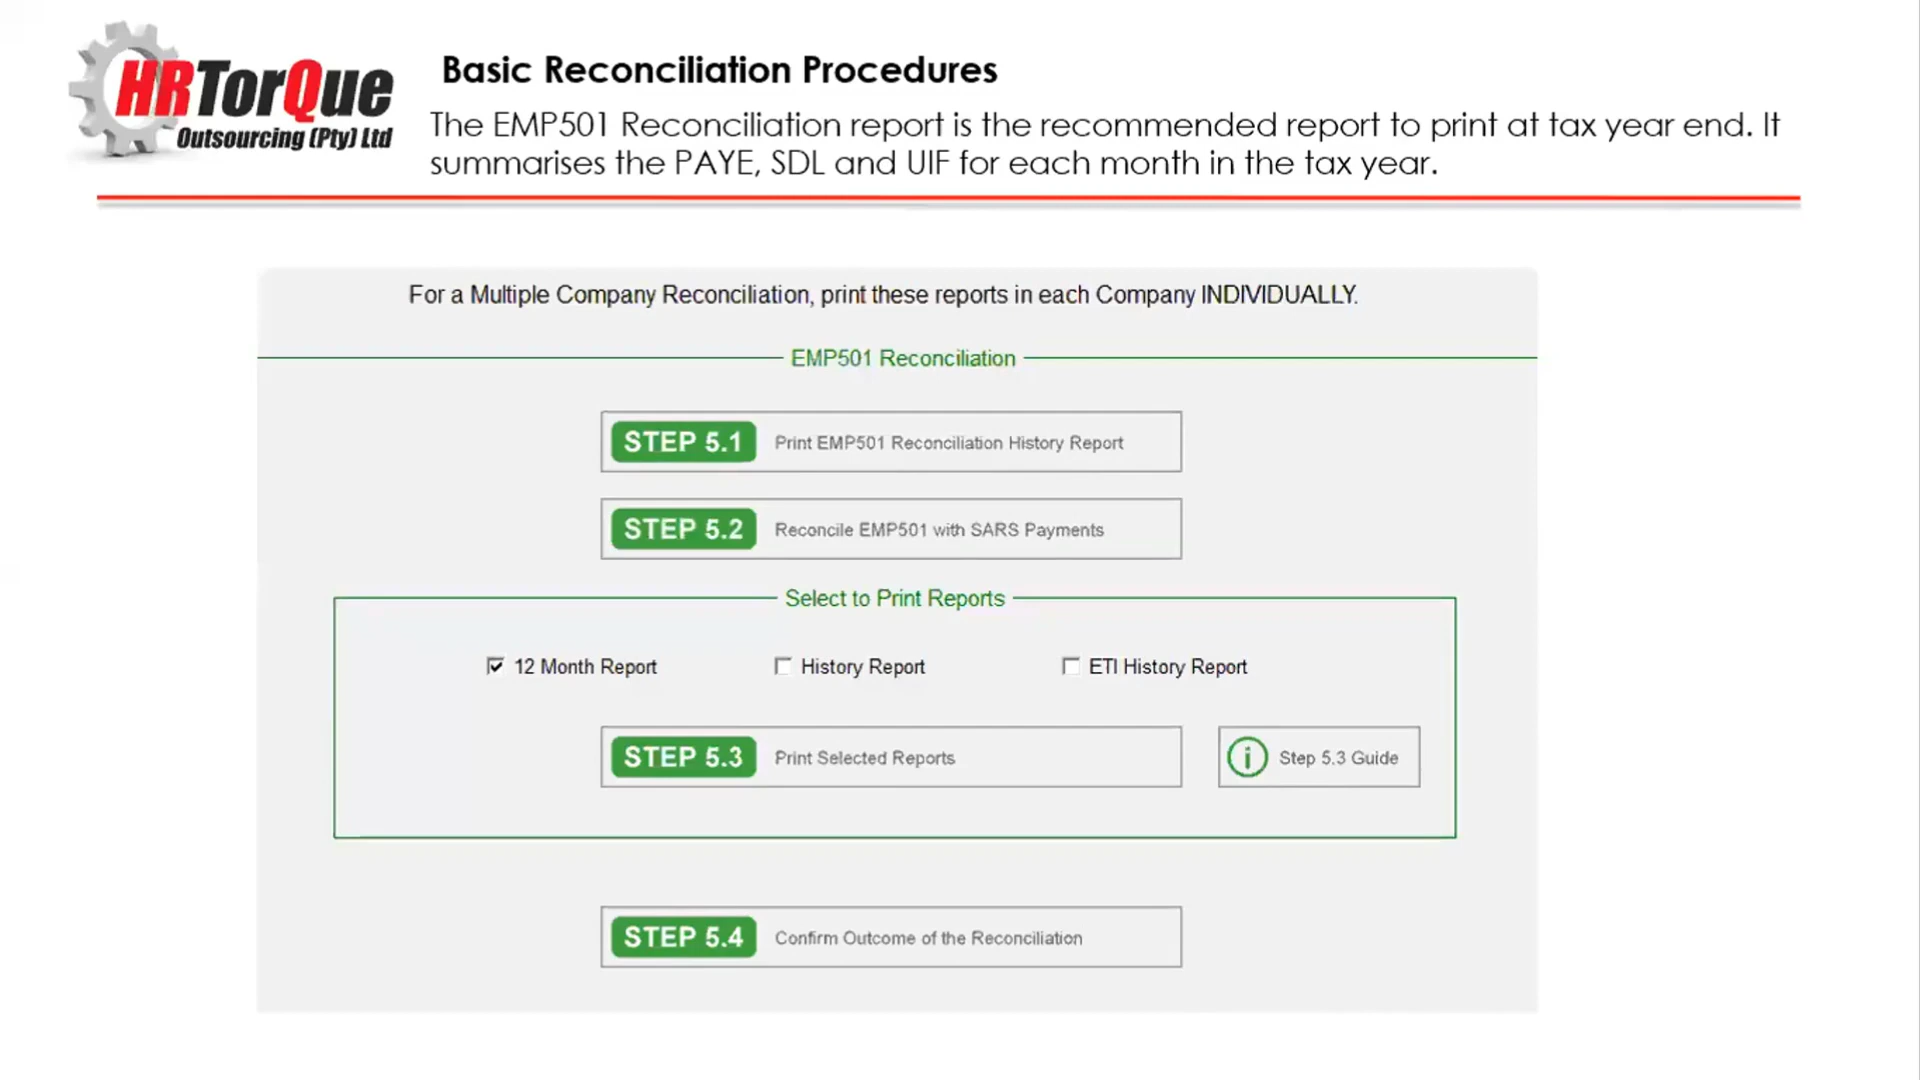 HRTorQue
Outsourcing (Pty) Ltd
Basic Reconciliation Procedures
The EMP501 Reconciliation report is the recommended report to print at tax year end. It
summarises the PAYE, SDL and UIF for each month in the tax year.
For a Multiple Company Reconciliation, print these reports in each Company INDIVIDUALLY.
EMP501 Reconciliation
STEP 5.1 Print EMP501 Reconciliation History Report
STEP 5.2 Reconcile EMP501 with SARS Payments
Select to Print Reports
12 Month Report History Report ETI History Report
STEP 5.3 Print Selected Reports Step 5.3 Guide
STEP 5.4 Confirm Outcome of the Reconciliation